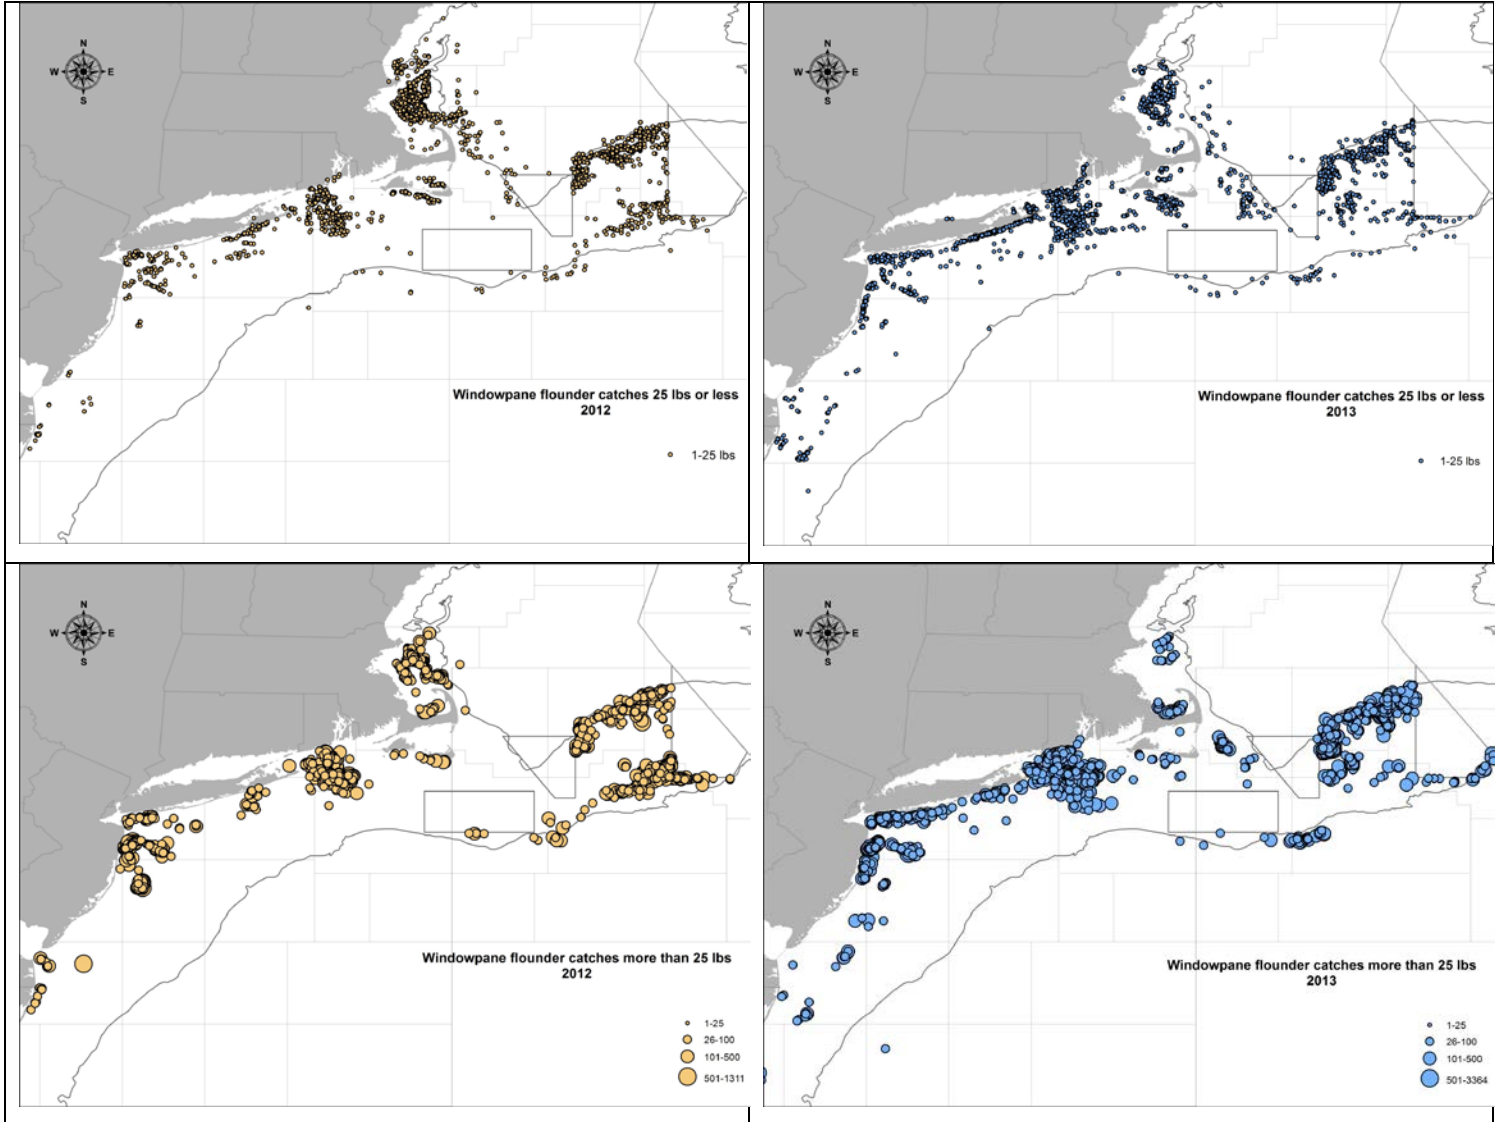 N
W E
S
Windowpane flounder catches 25 lbs or less
2012
1-25 lbs
N
W E
S
Windowpane flounder catches 25 lbs or less
2013
1-25 lbs
N
W E
S
Windowpane flounder catches more than 25 lbs
2012
1-25
26-100
101-500
501-1311
N
W E
S
Windowpane flounder catches more than 25 lbs
2013
1-25
26-100
101-500
501-3364